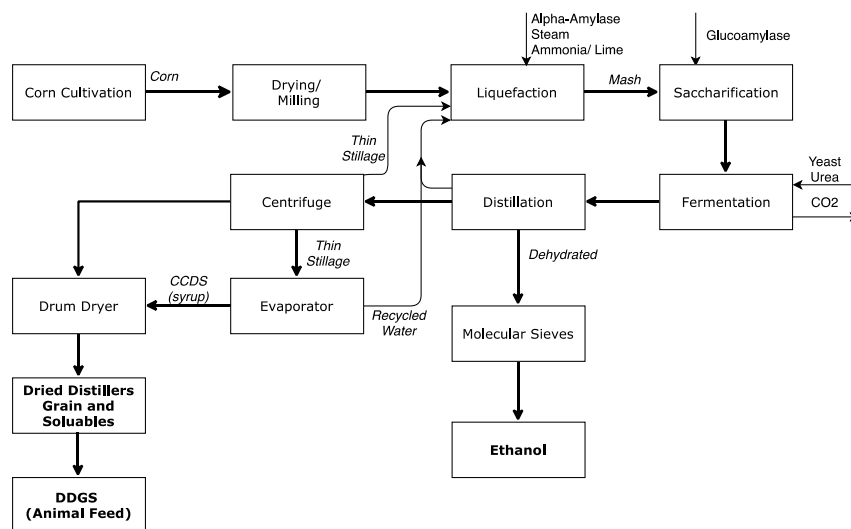 Alpha-Amylase
Steam
Ammonia/ Lime
Glucoamylase
Corn Cultivation
Corn
Drying/
Milling
Liquefaction
Mash
Saccharification
Thin
Stillage
Yeast
Urea
CO2
Centrifuge
Distillation
Fermentation
Thin
Stillage
Dehydrated
CCDS
(syrup)
Drum Dryer
Evaporator
Recycled
Water
Molecular Sieves
Dried Distillers
Grain and
Soluables
Ethanol
DDGS
(Animal Feed)